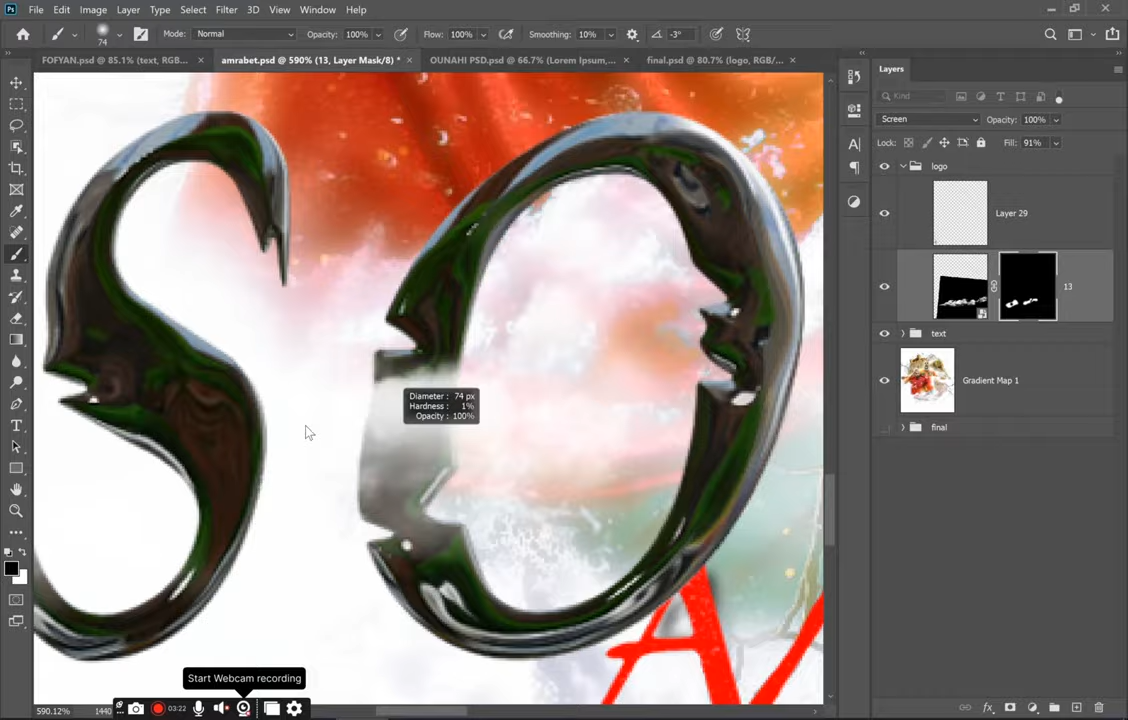 Ps File Edit Image Layer Type Select Filter 3D View Window Help
74 Mode: Normal Opacity: 100% Flow: 100% Smoothing: 10% -3°
FOFYAN.psd @ 85.1% (text, RGB... × amrabet.psd @ 590% (13, Layer Mask/8) * × OUNAHI PSD.psd @ 66.7% (Lorem Ipsum,... × final.psd @ 80.7% (logo, RGB/... ×
Layers
Kind
Screen Opacity: 100%
Lock: Fill: 91%
logo
Layer 29
13
text
Gradient Map 1
final
SO
Diameter : 74 px
Hardness : 1%
Opacity : 100%
Start Webcam recording
03:22
590.12% 1440